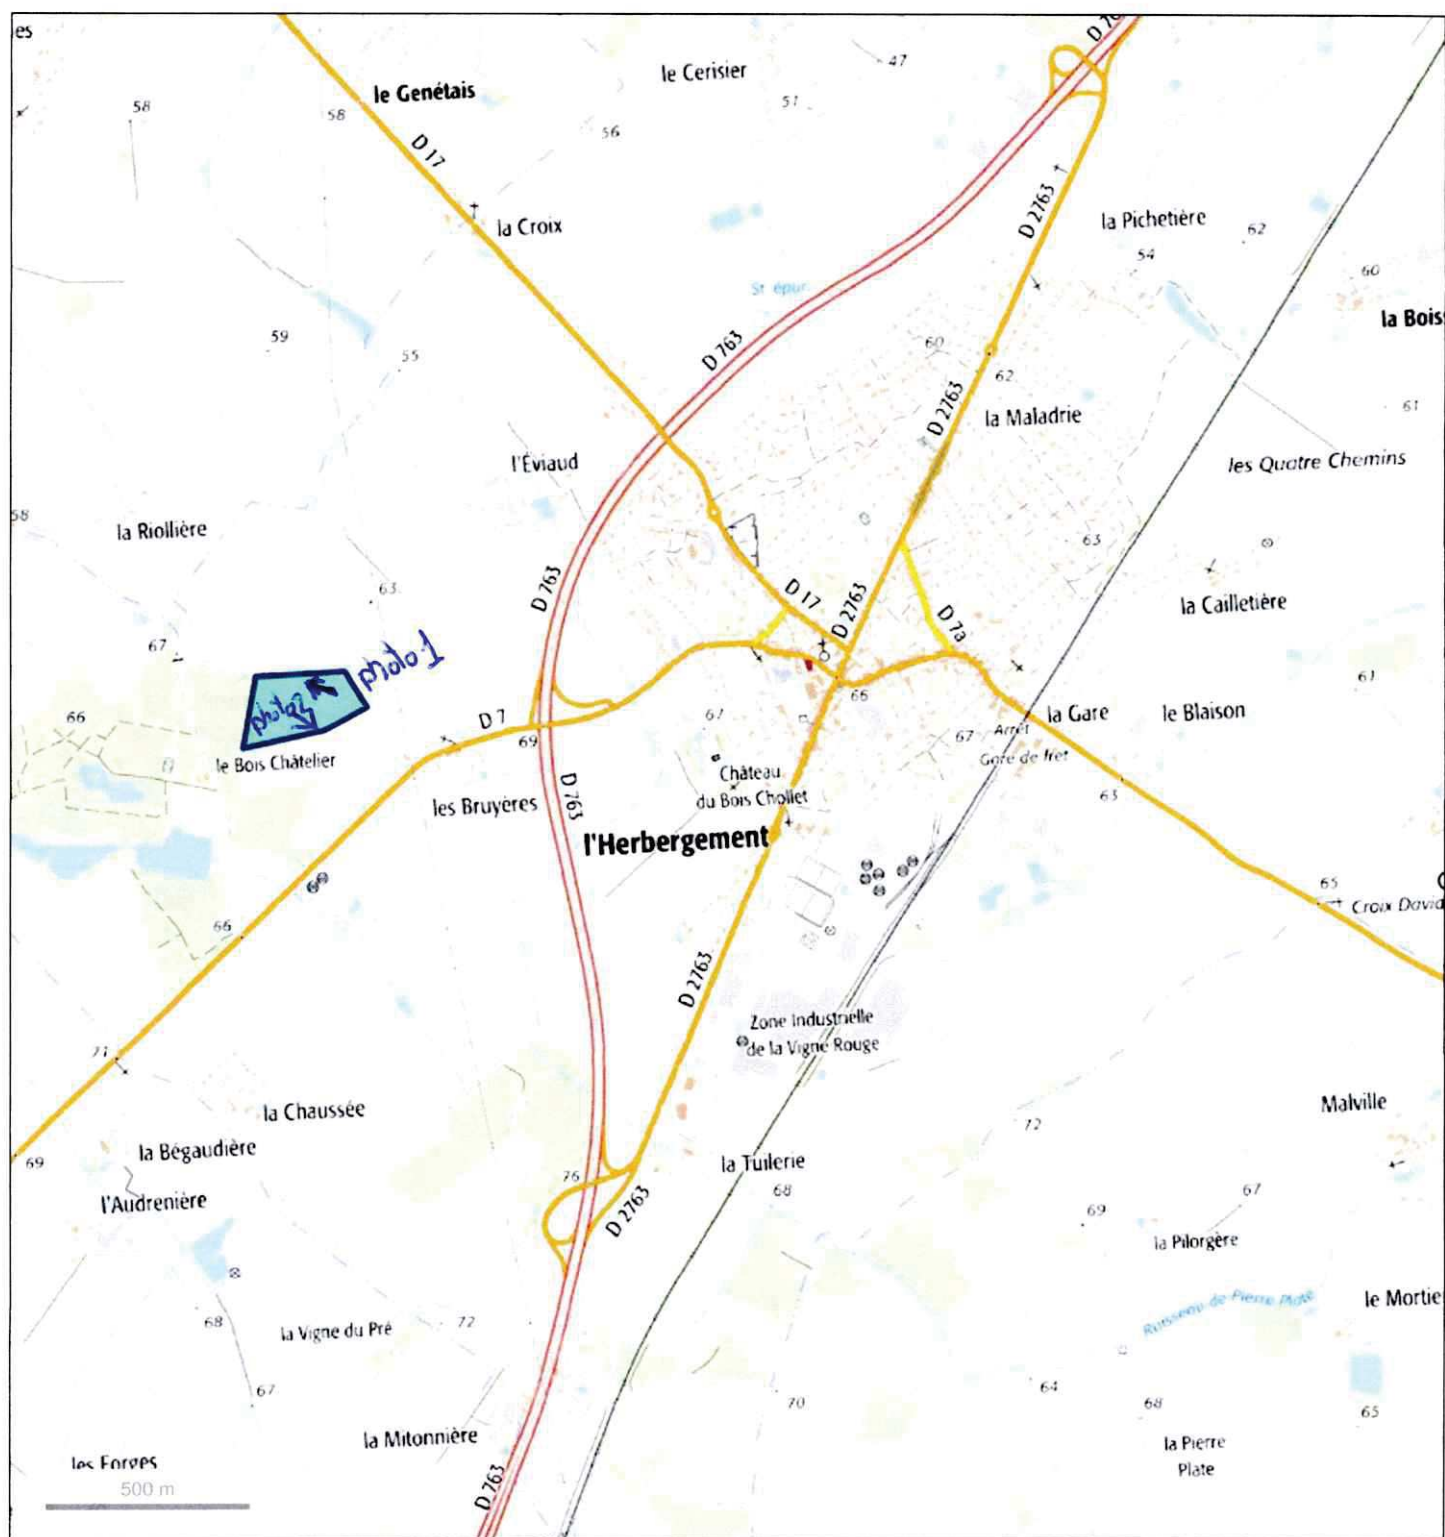 es
D 76
le Cerisier
47
le Genétais
58
58
51
56
D 17
D 2763
la Pichetière
la Croix
62
54
60
St épur.
la Bois
59
55
D 763
60
62
D 2763
la Maladrie
61
l'Éviaud
les Quatre Chemins
58
la Riollière
63
D 763
63
D 17
D 2763
D 7a
la Cailletière
67
photo 1
photo 2
66
61
66
D 7
69
67
la Gare
le Blaison
67
Arrêt
Gare de fret
le Bois Châtelier
Château
du Bois Chollet
les Bruyères
D 763
63
l'Herbergement
65
Croix David
66
D 2763
Zone Industrielle
de la Vigne Rouge
71
la Chaussée
Malville
72
la Bégaudière
69
la Tuilerie
76
68
67
l'Audrenière
D 2763
69
la Pilorgère
Ruisseau de Pierre Plate
le Mortie
68
la Vigne du Pré
72
67
70
64
68
65
la Mitonnière
la Pierre
Plate
les Forges
D 763
500 m